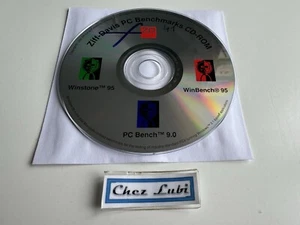 Ziff-Davis PC Benchmarks CD-ROM
Winstone™ 95
WinBench® 95
PC Bench™ 9.0
Chez Lubi